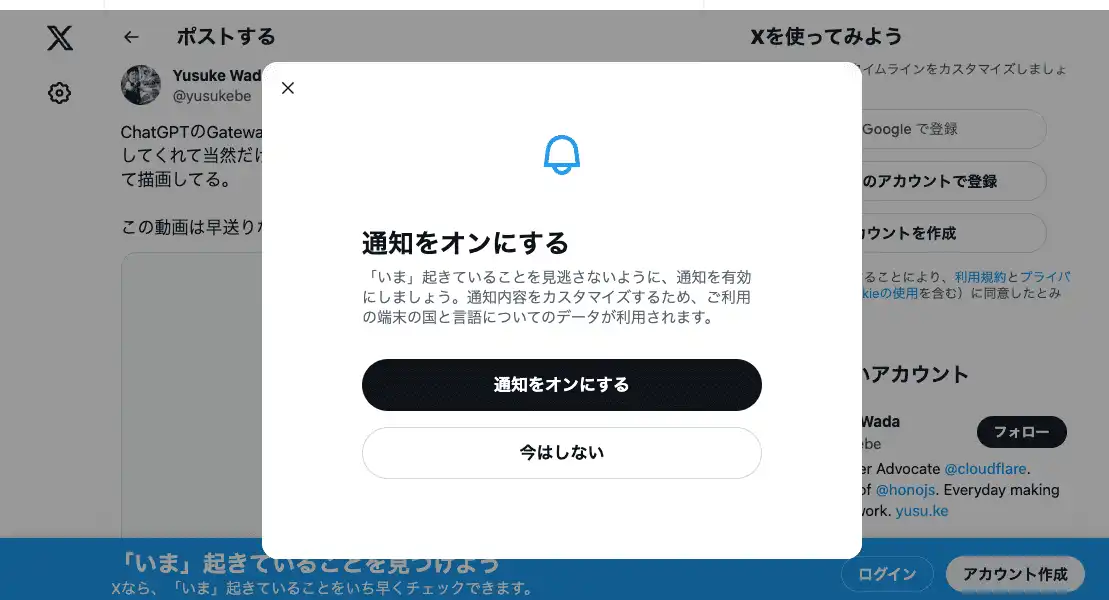 ポストする
Yusuke Wad
@yusukebe
ChatGPTのGatewa
してくれて当然だけ
て描画してる。
この動画は早送りな
通知をオンにする
「いま」起きていることを見逃さないように、通知を有効
にしましょう。通知内容をカスタマイズするため、ご利用
の端末の国と言語についてのデータが利用されます。
通知をオンにする
今はしない
Xを使ってみよう
イムラインをカスタマイズしましょ
Google で登録
のアカウントで登録
カウントを作成
ることにより、利用規約とプライバ
kieの使用を含む）に同意したとみ
いアカウント
Wada
be
フォロー
er Advocate @cloudflare.
of @honojs. Everyday making
work. yusu.ke
「いま」起きていることを見つけよう
Xなら、「いま」起きていることをいち早くチェックできます。
ログイン
アカウント作成